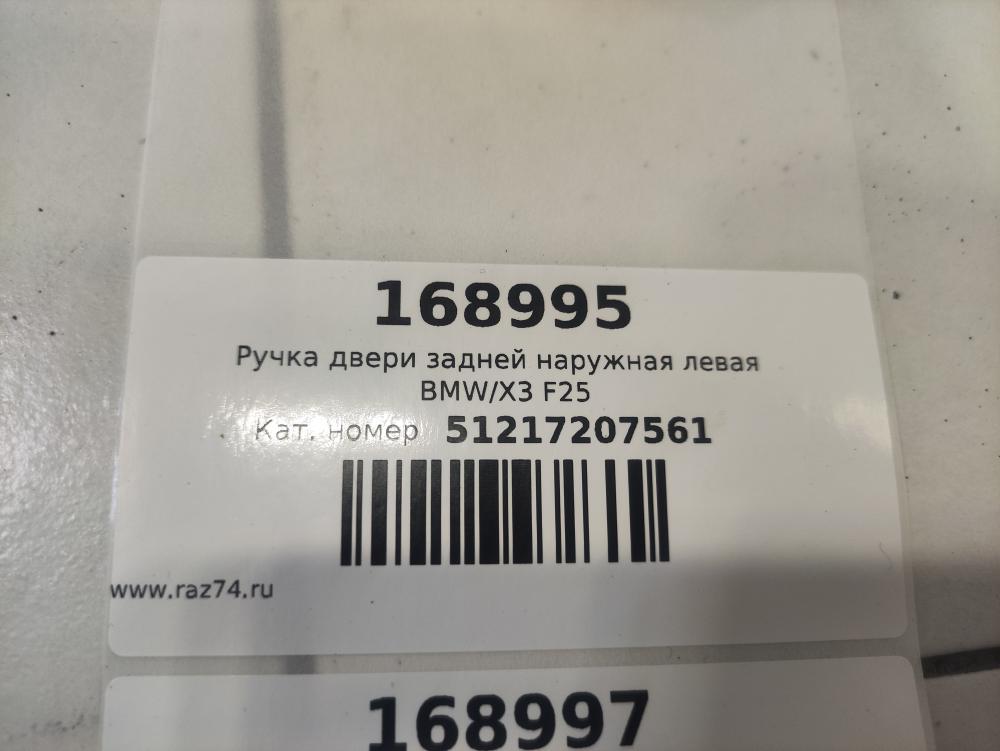 168995
Ручка двери задней наружная левая
BMW/X3 F25
Кат. номер 51217207561
www.raz74.ru
168997